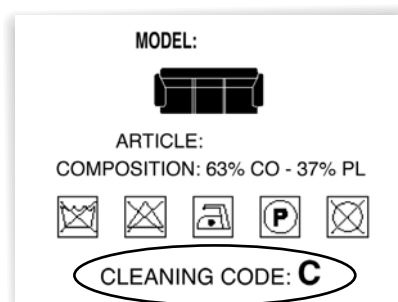 MODEL:
ARTICLE:
COMPOSITION: 63% CO - 37% PL
P
CLEANING CODE: C